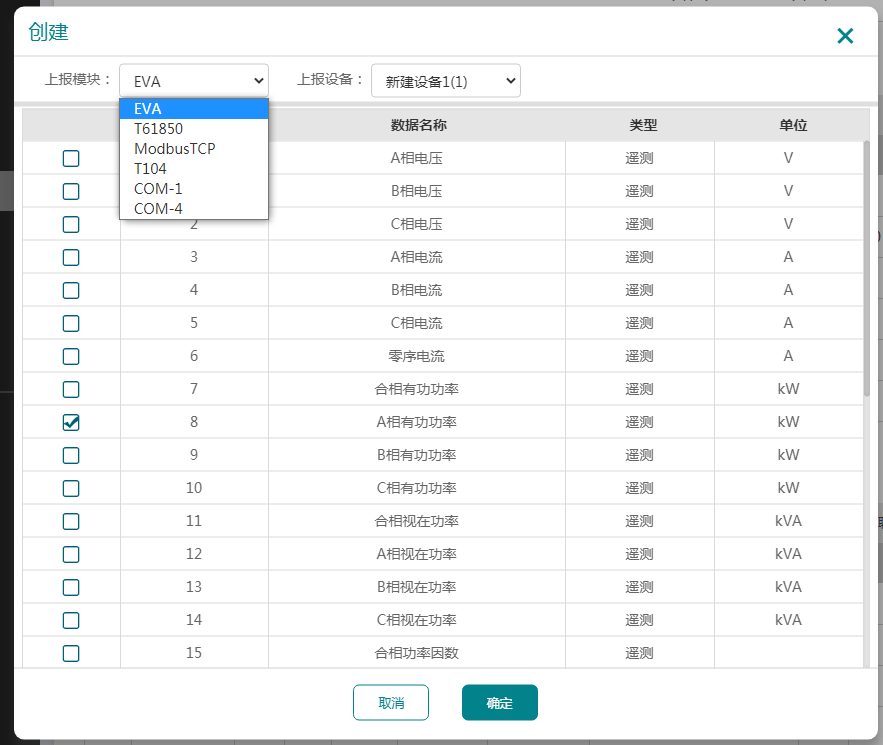 创建
上报模块： EVA 上报设备： 新建设备1(1)
EVA
T61850
ModbusTCP
T104
COM-1
COM-4
数据名称 类型 单位
A相电压 遥测 V
B相电压 遥测 V
2 C相电压 遥测 V
3 A相电流 遥测 A
4 B相电流 遥测 A
5 C相电流 遥测 A
6 零序电流 遥测 A
7 合相有功功率 遥测 kW
8 A相有功功率 遥测 kW
9 B相有功功率 遥测 kW
10 C相有功功率 遥测 kW
11 合相视在功率 遥测 kVA
12 A相视在功率 遥测 kVA
13 B相视在功率 遥测 kVA
14 C相视在功率 遥测 kVA
15 合相功率因数 遥测
取消 确定